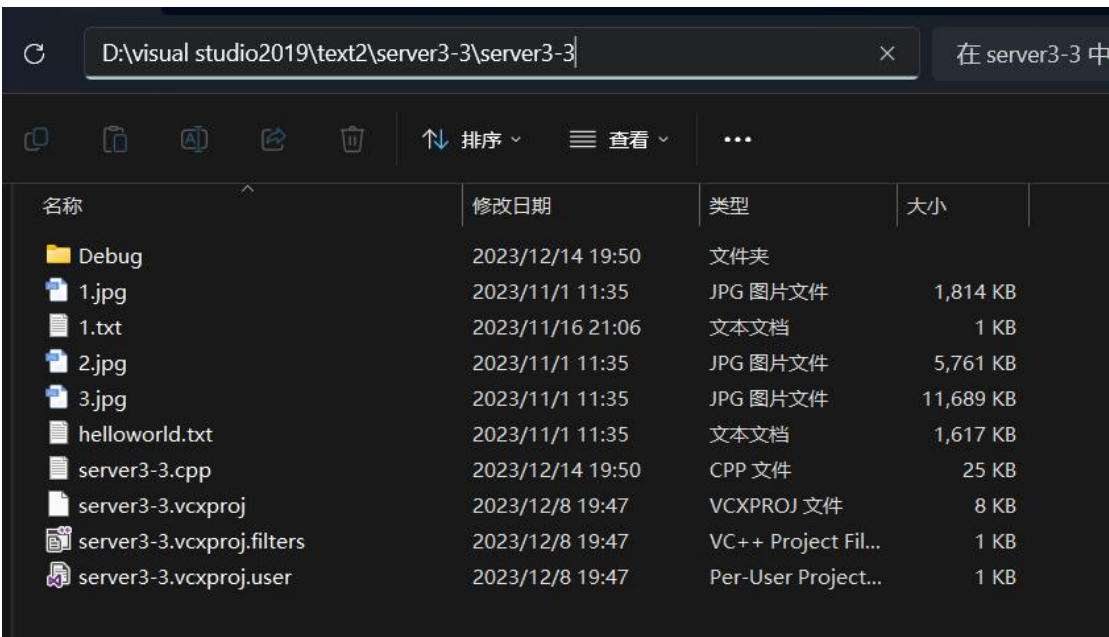 D:\visual studio2019\text2\server3-3\server3-3
在 server3-3 中
排序 查看
名称 修改日期 类型 大小
Debug 2023/12/14 19:50 文件夹
1.jpg 2023/11/1 11:35 JPG 图片文件 1,814 KB
1.txt 2023/11/16 21:06 文本文档 1 KB
2.jpg 2023/11/1 11:35 JPG 图片文件 5,761 KB
3.jpg 2023/11/1 11:35 JPG 图片文件 11,689 KB
helloworld.txt 2023/11/1 11:35 文本文档 1,617 KB
server3-3.cpp 2023/12/14 19:50 CPP 文件 25 KB
server3-3.vcxproj 2023/12/8 19:47 VCXPROJ 文件 8 KB
server3-3.vcxproj.filters 2023/12/8 19:47 VC++ Project Fil... 1 KB
server3-3.vcxproj.user 2023/12/8 19:47 Per-User Project... 1 KB